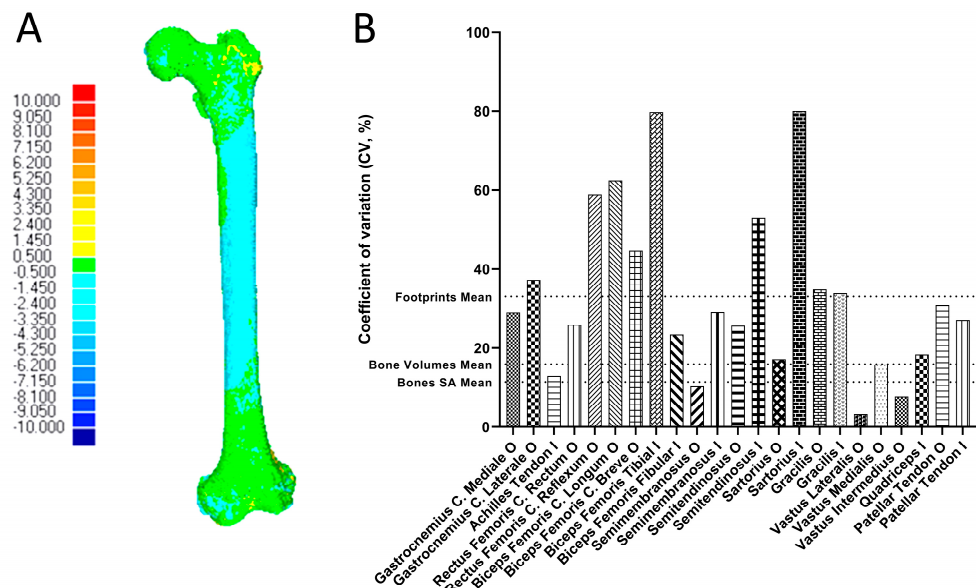 A
10.000
9.050
8.100
7.150
6.200
5.250
4.300
3.350
2.400
1.450
0.500
-0.500
-1.450
-2.400
-3.350
-4.300
-5.250
-6.200
-7.150
-8.100
-9.050
-10.000
B
Coefficient of variation (CV, %)
100
80
60
40
20
0
Footprints Mean
Bone Volumes Mean
Bones SA Mean
Gastrocnemius C. Mediale O
Gastrocnemius C. Laterale O
Achilles Tendon I
Rectus Femoris C. Rectum O
Rectus Femoris C. Reflexum O
Biceps Femoris C. Longum O
Biceps Femoris C. Breve O
Biceps Femoris Tibial I
Biceps Femoris Fibular I
Semimembranosus O
Semimembranosus I
Semitendinosus O
Semitendinosus I
Sartorius O
Sartorius I
Gracilis O
Gracilis I
Vastus Lateralis O
Vastus Medialis O
Vastus Intermedius O
Quadriceps I
Patellar Tendon O
Patellar Tendon I